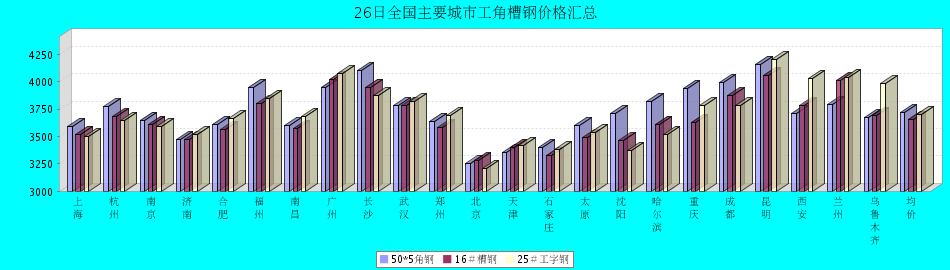 26日全国主要城市工角槽钢价格汇总
4250
4000
3750
3500
3250
3000
上海
杭州
南京
济南
合肥
福州
南昌
广州
长沙
武汉
郑州
北京
天津
石家庄
太原
沈阳
哈尔滨
重庆
成都
昆明
西安
兰州
乌鲁木齐
均价
50*5角钢 16#槽钢 25#工字钢